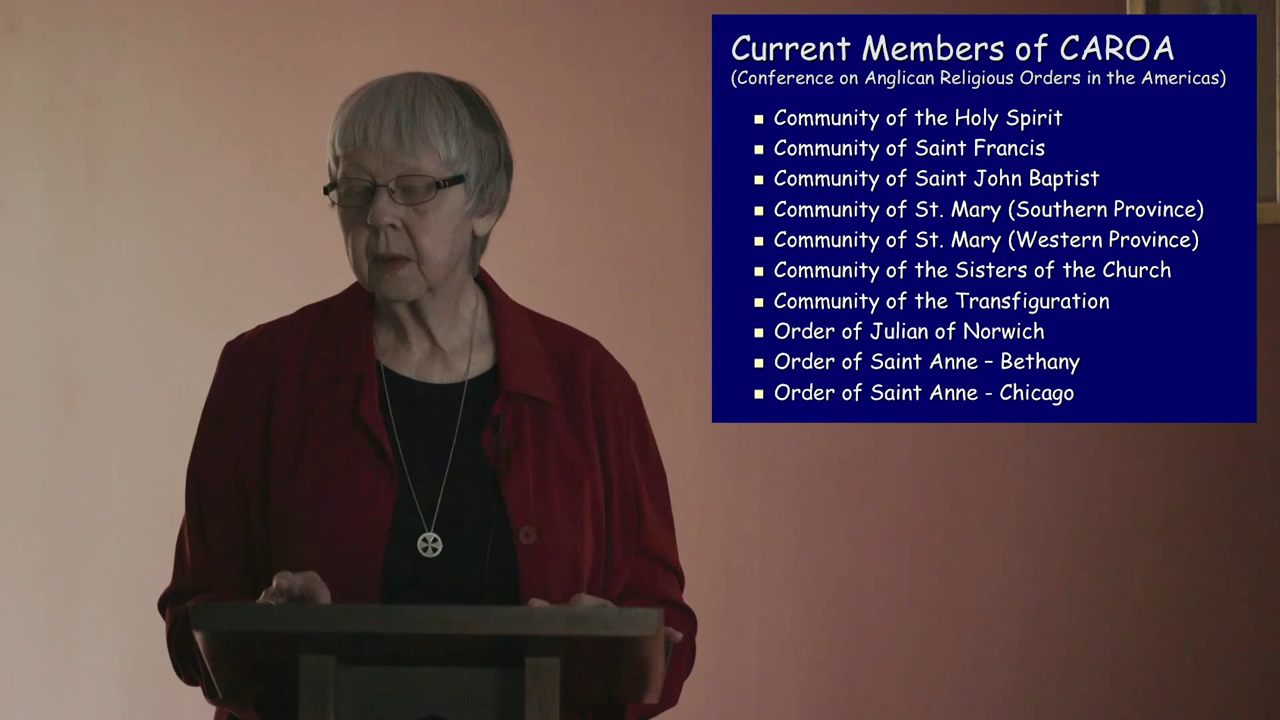 Current Members of CAROA
(Conference on Anglican Religious Orders in the Americas)
Community of the Holy Spirit
Community of Saint Francis
Community of Saint John Baptist
Community of St. Mary (Southern Province)
Community of St. Mary (Western Province)
Community of the Sisters of the Church
Community of the Transfiguration
Order of Julian of Norwich
Order of Saint Anne – Bethany
Order of Saint Anne - Chicago